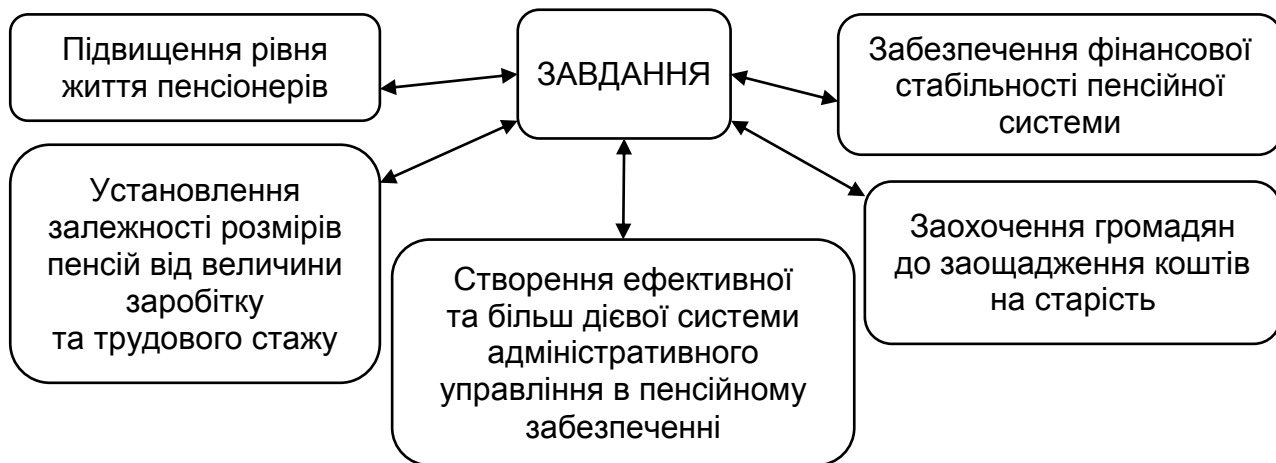 Підвищення рівня
життя пенсіонерів
ЗАВДАННЯ
Забезпечення фінансової
стабільності пенсійної
системи
Установлення
залежності розмірів
пенсій від величини
заробітку
та трудового стажу
Створення ефективної
та більш дієвої системи
адміністративного
управління в пенсійному
забезпеченні
Заохочення громадян
до заощадження коштів
на старість